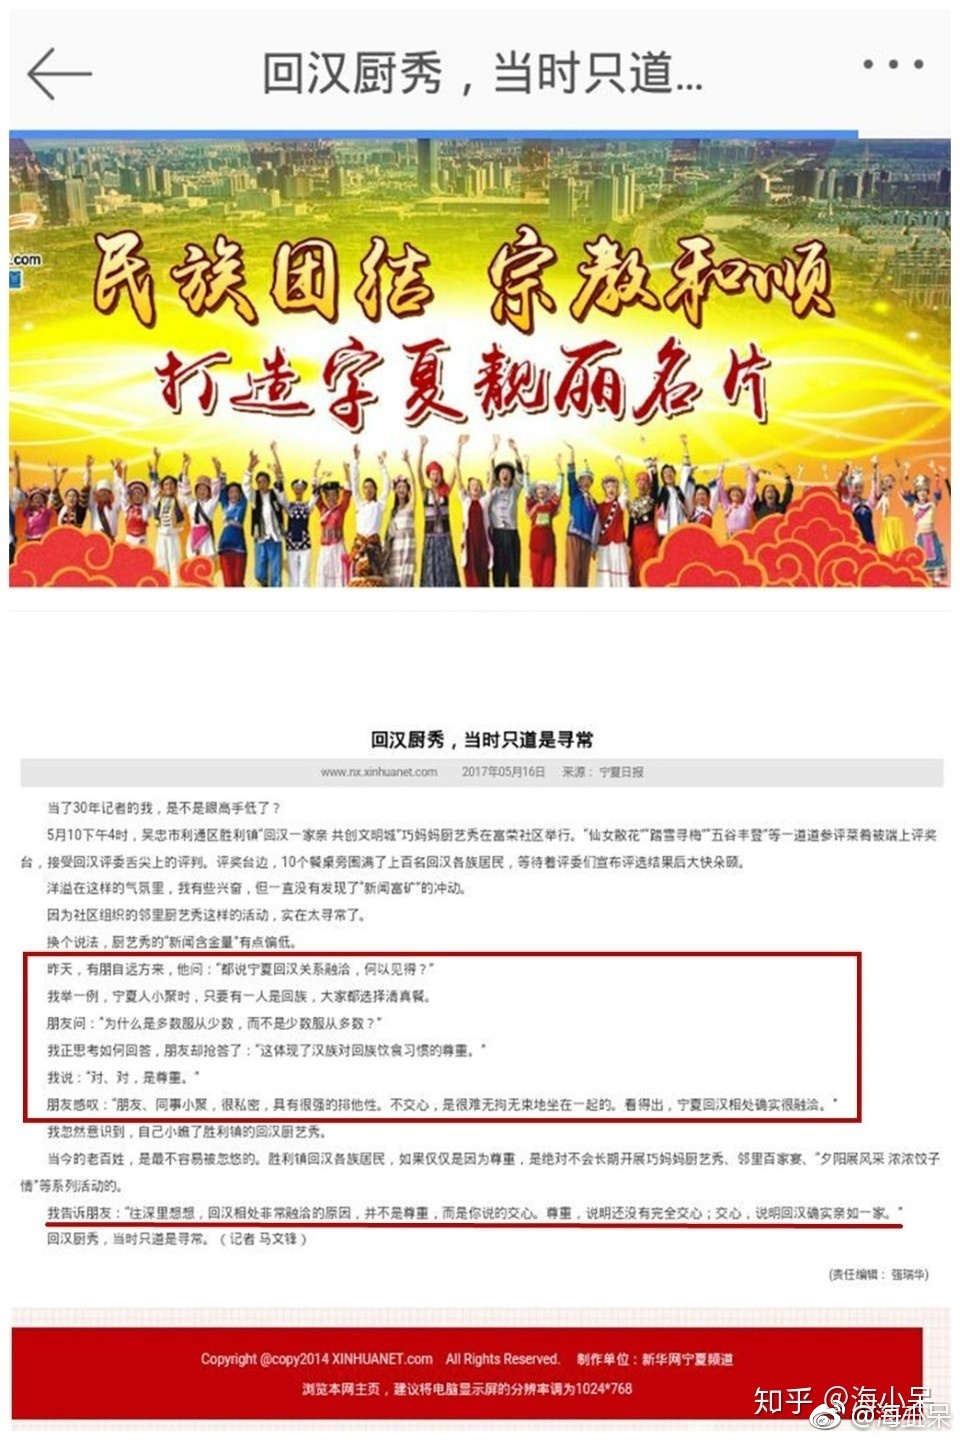 回汉厨秀，当时只道...
.com
民族团结 宗教和顺
打造宁夏靓丽名片
回汉厨秀，当时只道是寻常
www.nx.xinhuanet.com 2017年05月16日 来源： 宁夏日报
当了30年记者的我，是不是眼高手低了？
5月10下午4时，吴忠市利通区胜利镇“回汉一家亲 共创文明城”巧妈妈厨艺秀在富荣社区举行。“仙女散花”“踏雪寻梅”“五谷丰登”等一道道参评菜肴被端上评奖
台，接受回汉评委舌尖上的评判。评奖台边，10个餐桌旁围满了上百名回汉各族居民，等待着评委们宣布评选结果后大快朵颐。
洋溢在这样的气氛里，我有些兴奋，但一直没有发现了“新闻富矿”的冲动。
因为社区组织的邻里厨艺秀这样的活动，实在太寻常了。
换个说法，厨艺秀的“新闻含金量”有点偏低。
昨天，有朋自远方来，他问：“都说宁夏回汉关系融洽，何以见得？”
我举一例，宁夏人小聚时，只要有一人是回族，大家都选择清真餐。
朋友问：“为什么是多数服从少数，而不是少数服从多数？”
我正思考如何回答，朋友却抢答了：“这体现了汉族对回族饮食习惯的尊重。”
我说：“对、对，是尊重。”
朋友感叹：“朋友、同事小聚，很私密，具有很强的排他性。不交心，是很难无拘无束地坐在一起的。看得出，宁夏回汉相处确实很融洽。”
我忽然意识到，自己小瞧了胜利镇的回汉厨艺秀。
当今的老百姓，是最不容易被忽悠的。胜利镇回汉各族居民，如果仅仅是因为尊重，是绝对不会长期开展巧妈妈厨艺秀、邻里百家宴、“夕阳展风采 浓浓饺子
情”等系列活动的。
我告诉朋友：“往深里想想，回汉相处非常融洽的原因，并不是尊重，而是你说的交心。尊重，说明还没有完全交心；交心，说明回汉确实亲如一家。”
回汉厨秀，当时只道是寻常。（记者 马文锋）
(责任编辑： 强瑞华)
Copyright @copy2014 XINHUANET.com All Rights Reserved. 制作单位：新华网宁夏频道
浏览本网主页，建议将电脑显示屏的分辨率调为1024*768
知乎 @海小呆
@海小呆